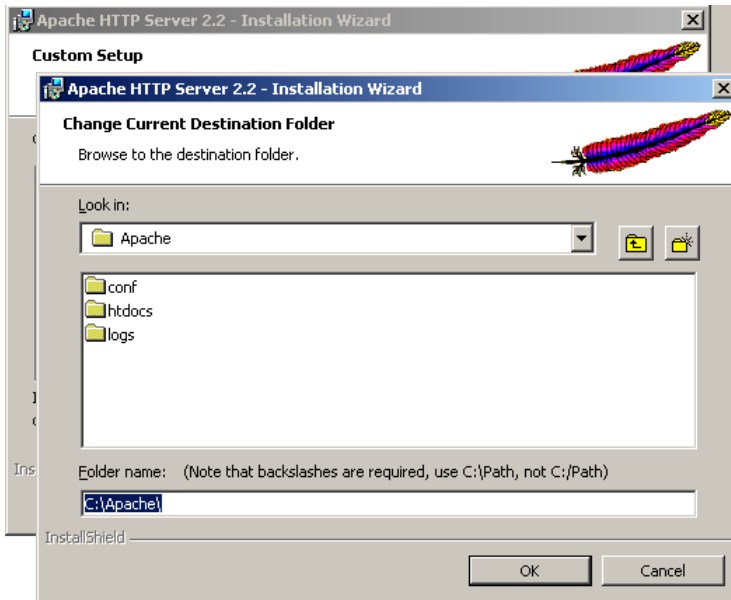 Apache HTTP Server 2.2 - Installation Wizard
Custom Setup
Apache HTTP Server 2.2 - Installation Wizard
Change Current Destination Folder
Browse to the destination folder.
Look in:
Apache
conf
htdocs
logs
Ins
Folder name: (Note that backslashes are required, use C:\Path, not C:/Path)
C:\Apache\
InstallShield
OK Cancel